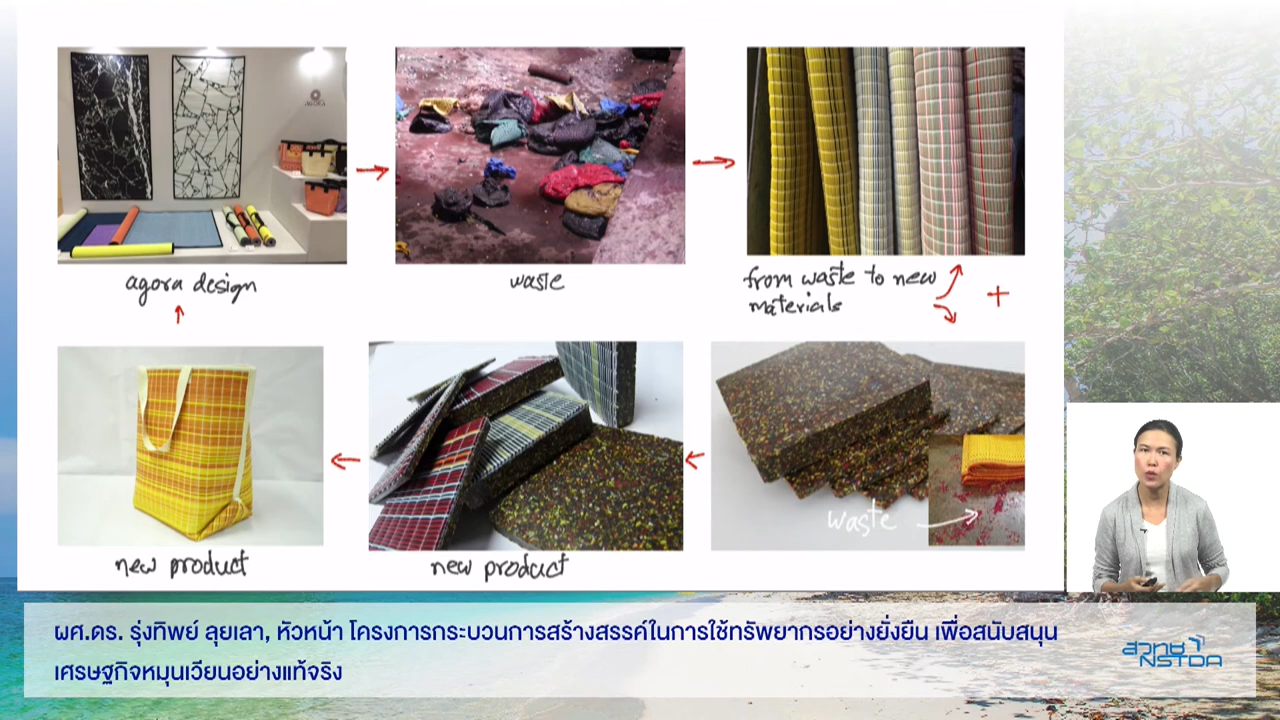 AGORA
agora design
waste
from waste to new
materials
+
waste
new product
new product
ผศ.ดร. รุ่งทิพย์ ลุยเลา, หัวหน้า โครงการกระบวนการสร้างสรรค์ในการใช้ทรัพยากรอย่างยั่งยืน เพื่อสนับสนุน
เศรษฐกิจหมุนเวียนอย่างแท้จริง
สวทช
NSTDA